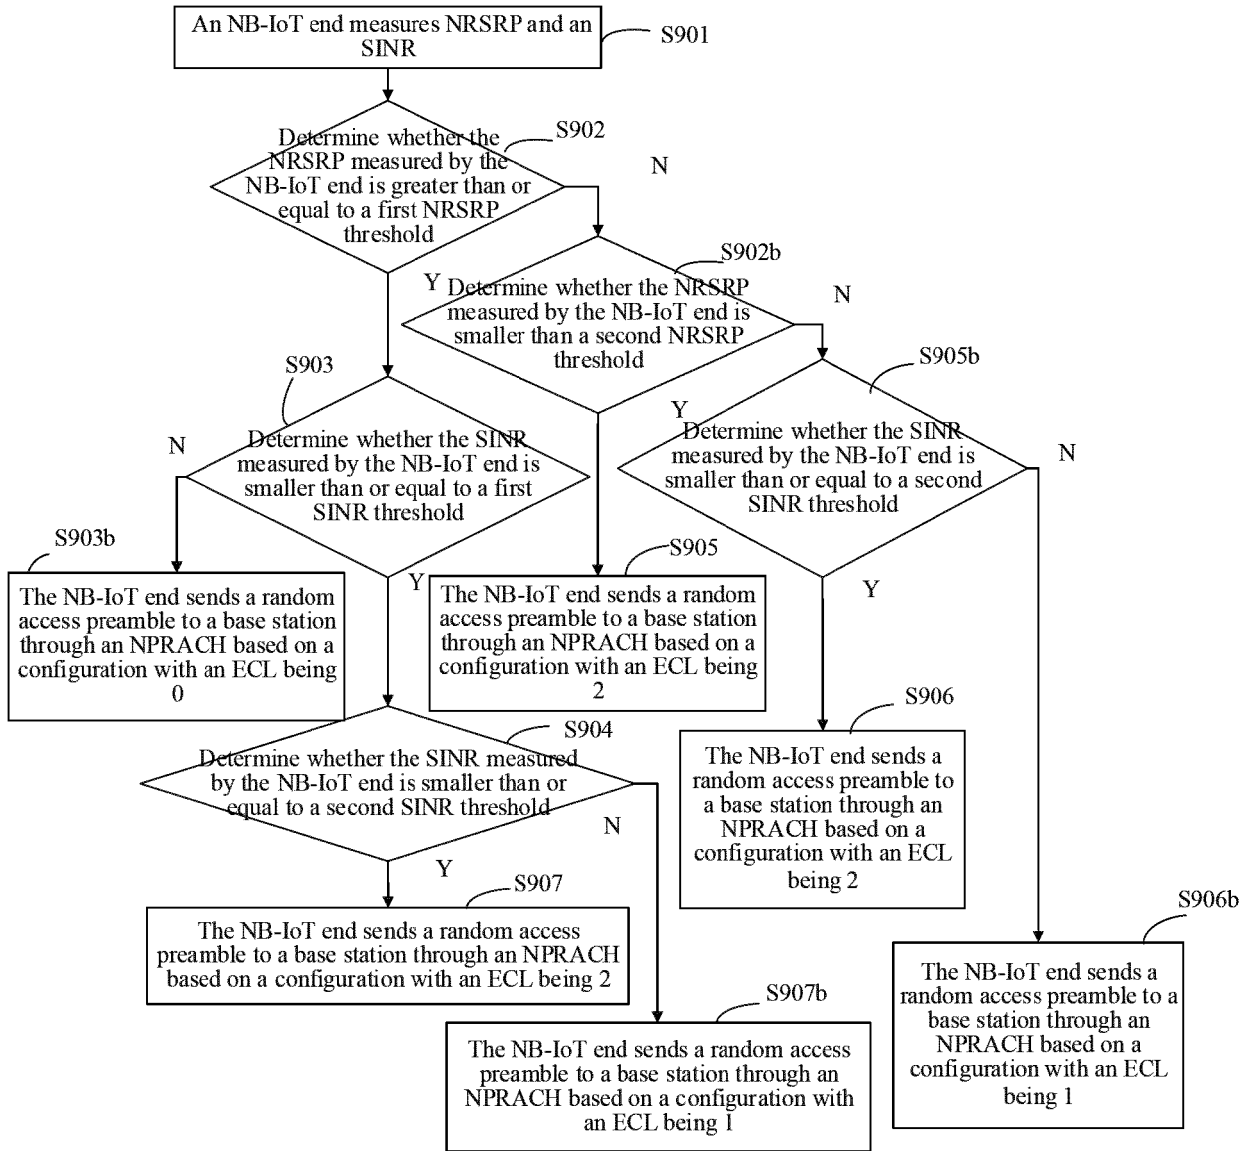 An NB-IoT end measures NRSRP and an
SINR
S901
S902
Determine whether the
NRSRP measured by the
NB-IoT end is greater than or
equal to a first NRSRP
threshold
N
Y
S902b
Determine whether the NRSRP
measured by the NB-IoT end is
smaller than a second NRSRP
threshold
N
Y
S903
Determine whether the SINR
measured by the NB-IoT end is
smaller than or equal to a first
SINR threshold
N
Y
S905b
Determine whether the SINR
measured by the NB-IoT end is
smaller than or equal to a second
SINR threshold
N
Y
S903b
The NB-IoT end sends a random
access preamble to a base station
through an NPRACH based on a
configuration with an ECL being
0
S905
The NB-IoT end sends a random
access preamble to a base station
through an NPRACH based on a
configuration with an ECL being
2
S904
Determine whether the SINR measured
by the NB-IoT end is smaller than or
equal to a second SINR threshold
N
Y
S906
The NB-IoT end sends a
random access preamble to
a base station through an
NPRACH based on a
configuration with an ECL
being 2
S907
The NB-IoT end sends a random access
preamble to a base station through an NPRACH
based on a configuration with an ECL being 2
S906b
The NB-IoT end sends a
random access preamble to a
base station through an
NPRACH based on a
configuration with an ECL
being 1
S907b
The NB-IoT end sends a random access
preamble to a base station through an
NPRACH based on a configuration with
an ECL being 1